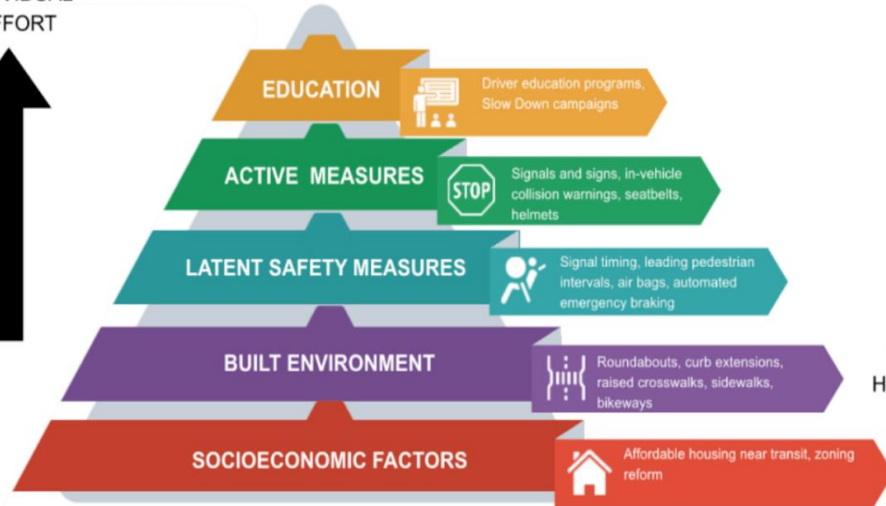 EDUCATION
Driver education programs,
Slow Down campaigns
ACTIVE MEASURES
STOP
Signals and signs, in-vehicle
collision warnings, seatbelts,
helmets
LATENT SAFETY MEASURES
Signal timing, leading pedestrian
intervals, air bags, automated
emergency braking
BUILT ENVIRONMENT
Roundabouts, curb extensions,
raised crosswalks, sidewalks,
bikeways
H
SOCIOECONOMIC FACTORS
Affordable housing near transit, zoning
reform